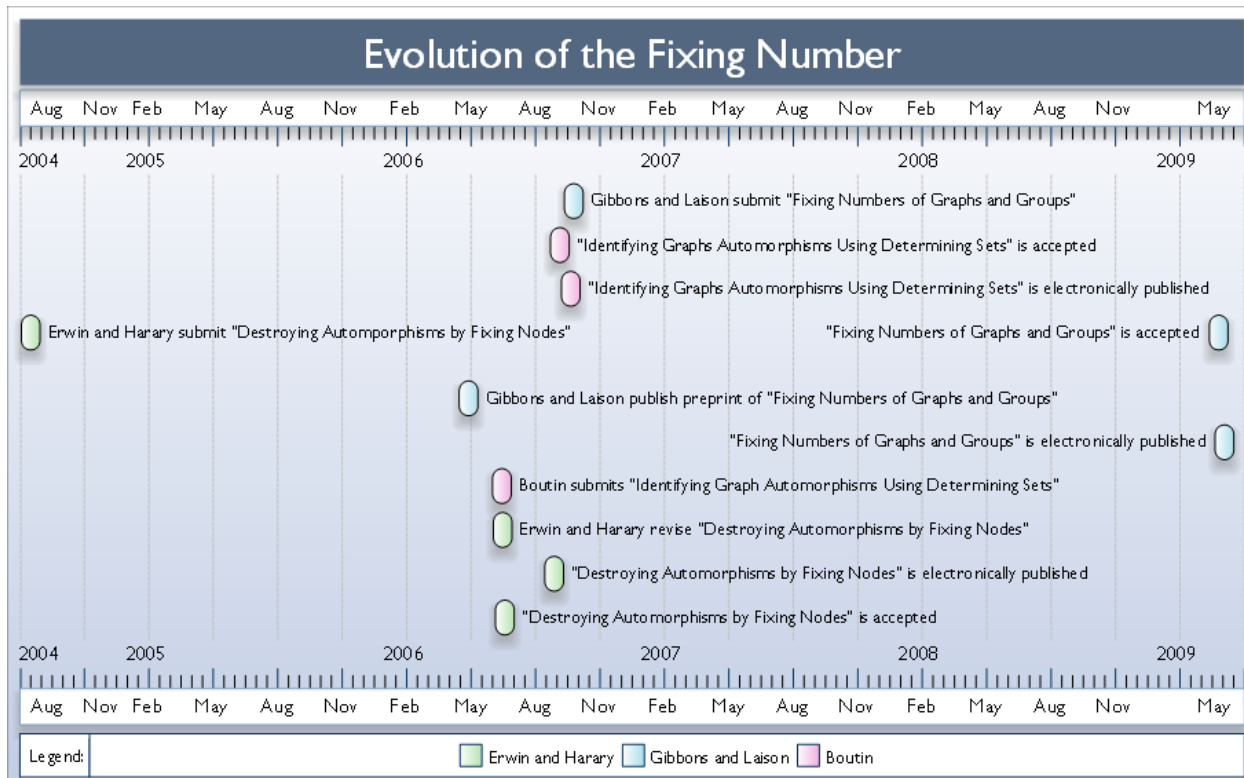 Evolution of the Fixing Number
Aug Nov Feb May Aug Nov Feb May Aug Nov Feb May Aug Nov Feb May Aug Nov May
2004 2005 2006 2007 2008 2009
Gibbons and Laison submit "Fixing Numbers of Graphs and Groups"
"Identifying Graphs Automorphisms Using Determining Sets" is accepted
"Identifying Graphs Automorphisms Using Determining Sets" is electronically published
Erwin and Harary submit "Destroying Automporphisms by Fixing Nodes" "Fixing Numbers of Graphs and Groups" is accepted
Gibbons and Laison publish preprint of "Fixing Numbers of Graphs and Groups"
"Fixing Numbers of Graphs and Groups" is electronically published
Boutin submits "Identifying Graph Automorphisms Using Determining Sets"
Erwin and Harary revise "Destroying Automorphisms by Fixing Nodes"
"Destroying Automorphisms by Fixing Nodes" is electronically published
"Destroying Automorphisms by Fixing Nodes" is accepted
2004 2005 2006 2007 2008 2009
Aug Nov Feb May Aug Nov Feb May Aug Nov Feb May Aug Nov Feb May Aug Nov May
Legend: Erwin and Harary Gibbons and Laison Boutin